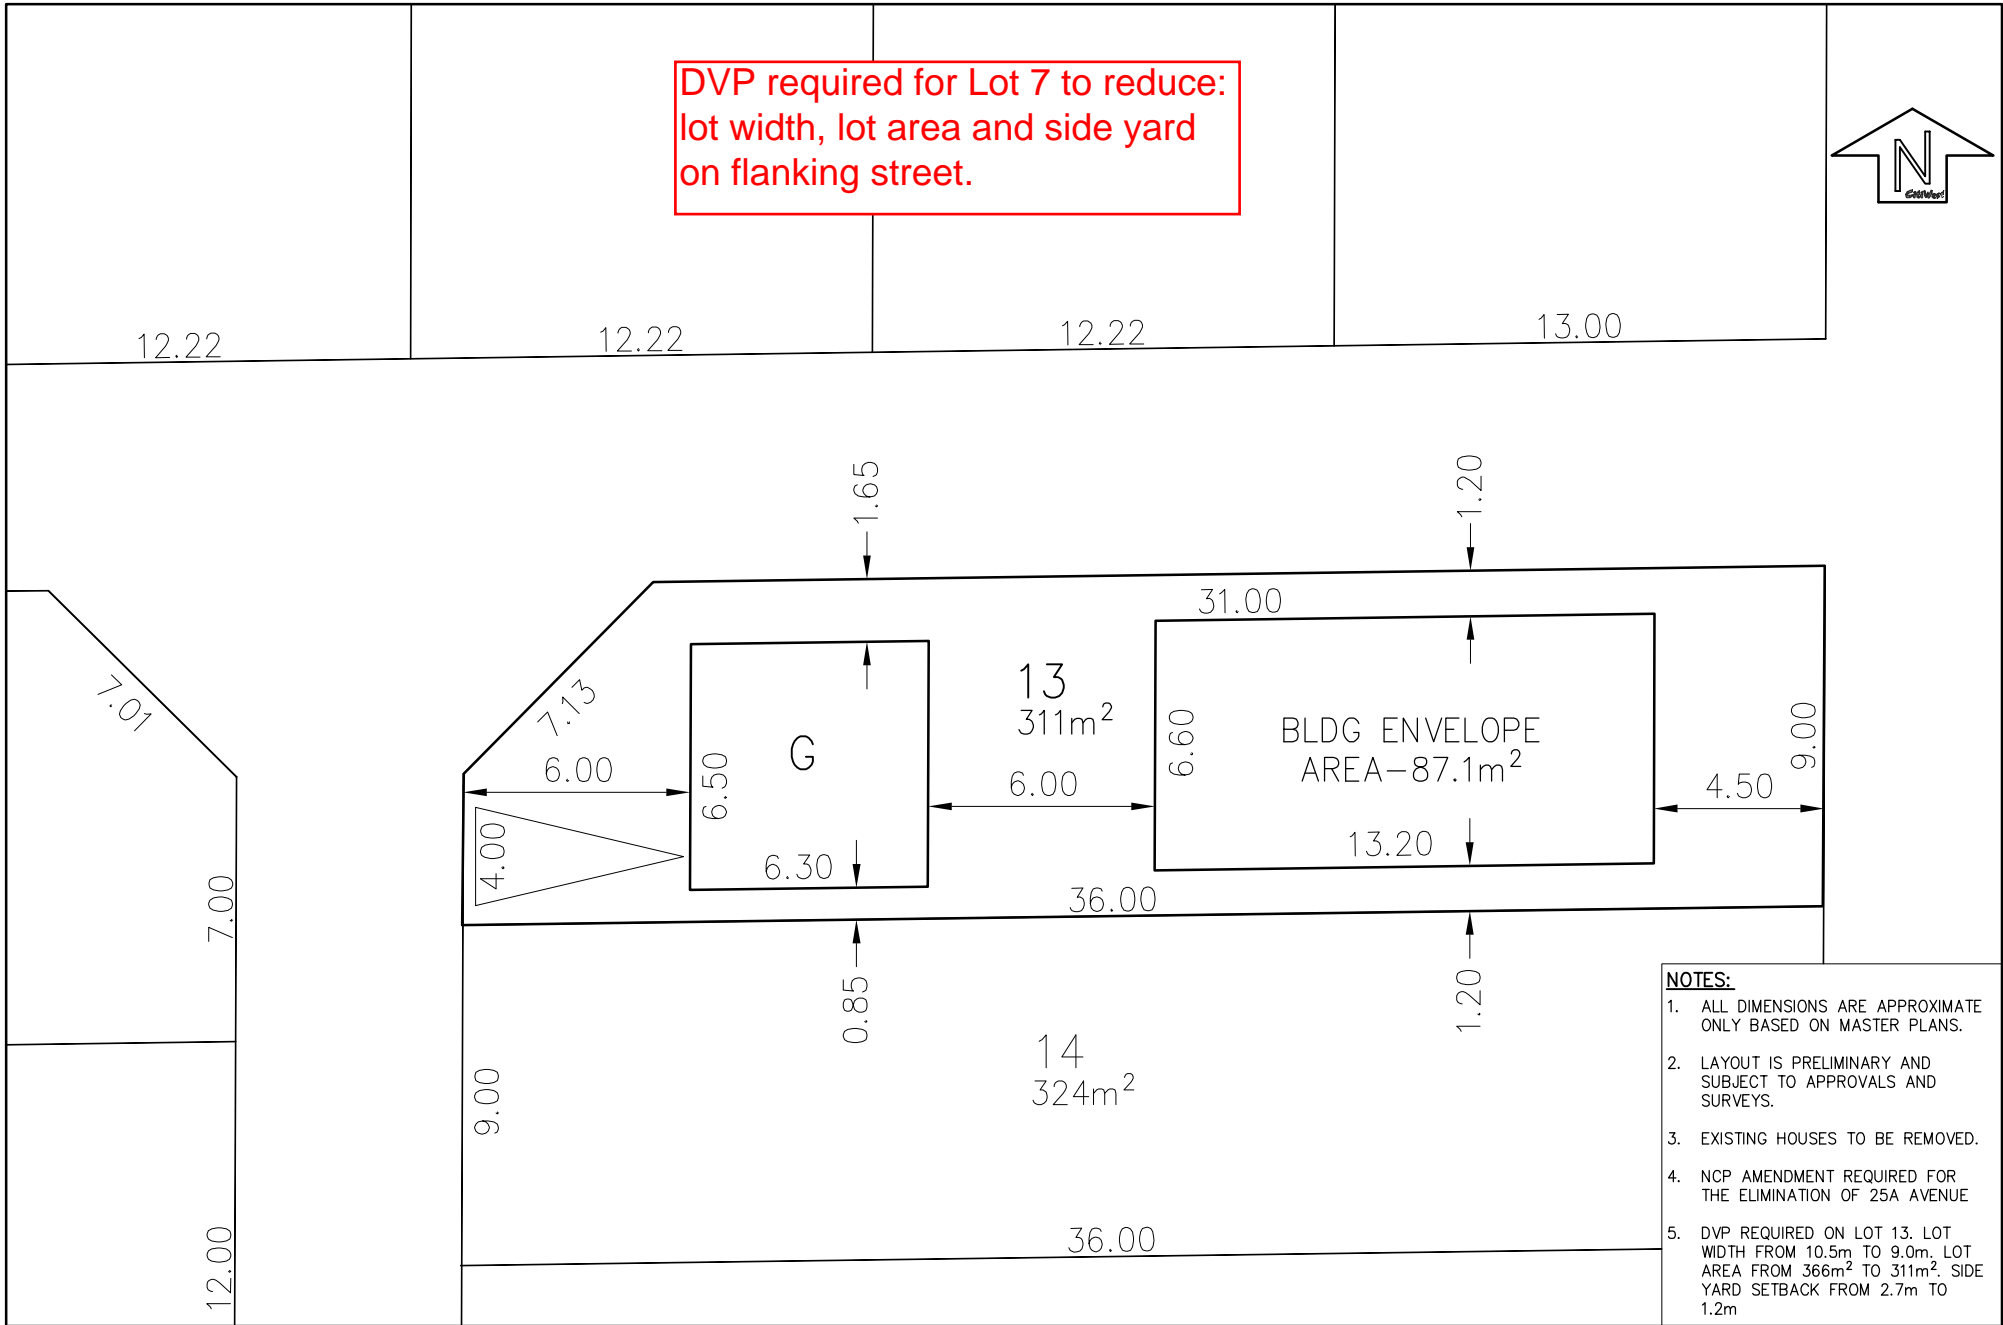 DVP required for Lot 7 to reduce:
lot width, lot area and side yard
on flanking street.
N
CitiWest
12.22
12.22
12.22
13.00
1.65
1.20
31.00
7.01
7.13
13
311m²
6.00
6.50
G
6.00
6.60
BLDG ENVELOPE
AREA–87.1m²
9.00
4.50
4.00
6.30
13.20
36.00
7.00
0.85
1.20
14
324m²
9.00
36.00
12.00
NOTES:
1. ALL DIMENSIONS ARE APPROXIMATE
ONLY BASED ON MASTER PLANS.
2. LAYOUT IS PRELIMINARY AND
SUBJECT TO APPROVALS AND
SURVEYS.
3. EXISTING HOUSES TO BE REMOVED.
4. NCP AMENDMENT REQUIRED FOR
THE ELIMINATION OF 25A AVENUE
5. DVP REQUIRED ON LOT 13. LOT
WIDTH FROM 10.5m TO 9.0m. LOT
AREA FROM 366m² TO 311m². SIDE
YARD SETBACK FROM 2.7m TO
1.2m